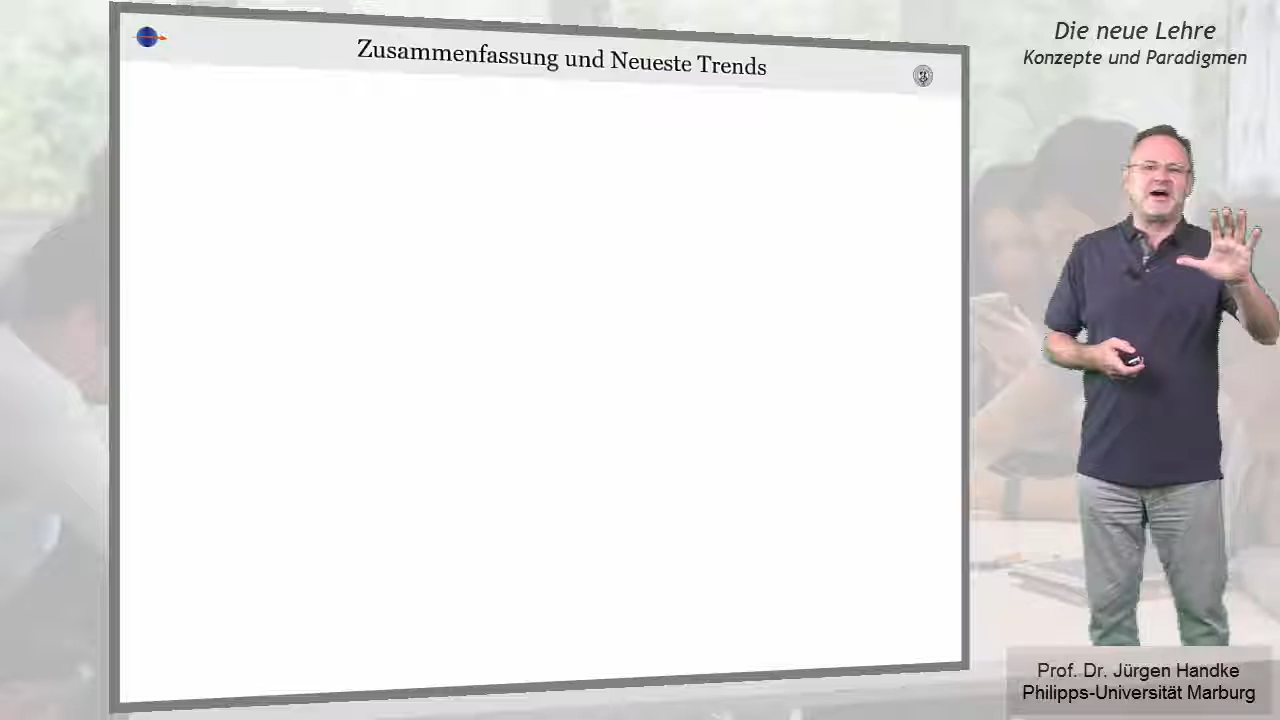 Zusammenfassung und Neueste Trends
Die neue Lehre
Konzepte und Paradigmen
Prof. Dr. Jürgen Handke
Philipps-Universität Marburg